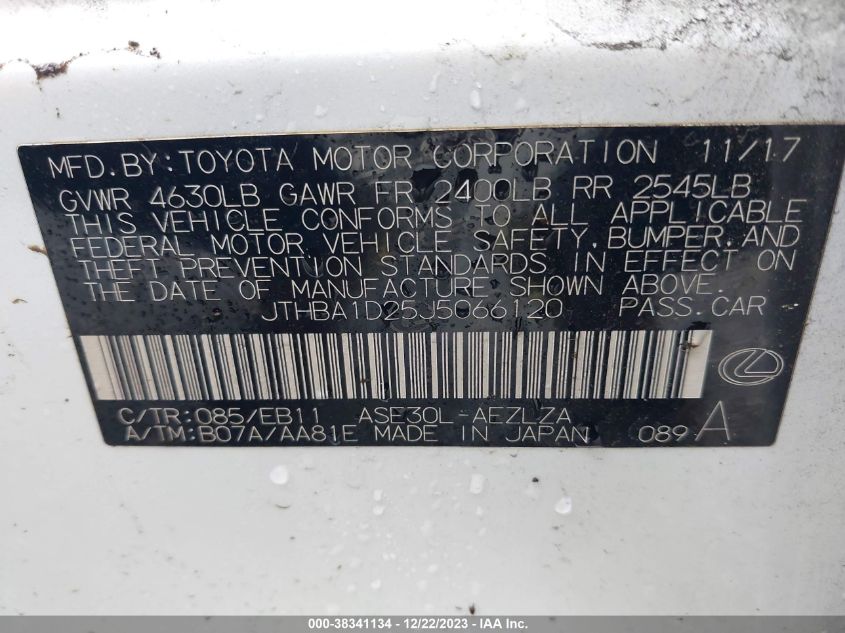 MFD.BY:TOYOTA MOTOR CORPORATION 11/17
GVWR 4630LB GAWR FR 2400LB RR 2545LB
THIS VEHICLE CONFORMS TO ALL APPLICABLE
FEDERAL MOTOR VEHICLE SAFETY,BUMPER,AND
THEFT PREVENTION STANDARDS IN EFFECT ON
THE DATE OF MANUFACTURE SHOWN ABOVE.
JTHBA1D25J5066120 PASS.CAR
C/TR:085/EB11 ASE30L-AEZLZA
A/TM:B07A/AA81E MADE IN JAPAN 089 A
000-38341134 - 12/22/2023 - IAAI.COM